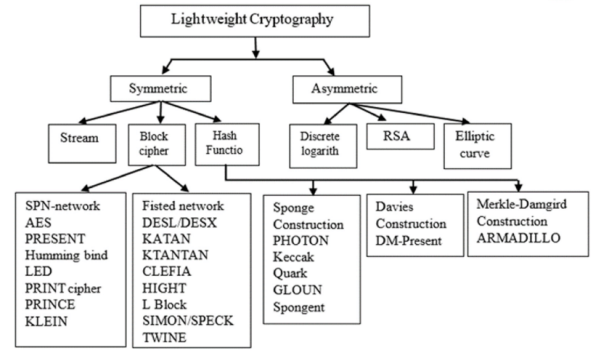 Lightweight Cryptography
Symmetric
Asymmetric
Stream
Block
cipher
Hash
Functio
Discrete
logarith
RSA
Elliptic
curve
SPN-network
AES
PRESENT
Humming bind
LED
PRINT cipher
PRINCE
KLEIN
Fisted network
DESL/DESX
KATAN
KTANTAN
CLEFIA
HIGHT
L Block
SIMON/SPECK
TWINE
Sponge
Construction
PHOTON
Keccak
Quark
GLOUN
Spongent
Davies
Construction
DM-Present
Merkle-Damgird
Construction
ARMADILLO